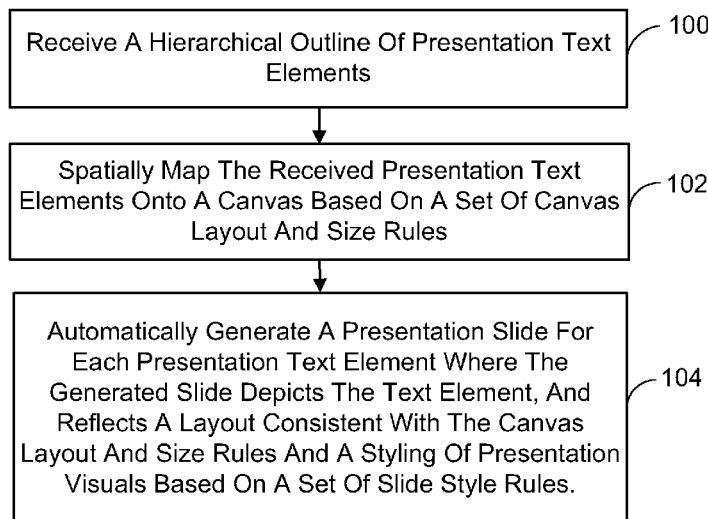 Receive A Hierarchical Outline Of Presentation Text
Elements
100
Spatially Map The Received Presentation Text
Elements Onto A Canvas Based On A Set Of Canvas
Layout And Size Rules
102
Automatically Generate A Presentation Slide For
Each Presentation Text Element Where The
Generated Slide Depicts The Text Element, And
Reflects A Layout Consistent With The Canvas
Layout And Size Rules And A Styling Of Presentation
Visuals Based On A Set Of Slide Style Rules.
104